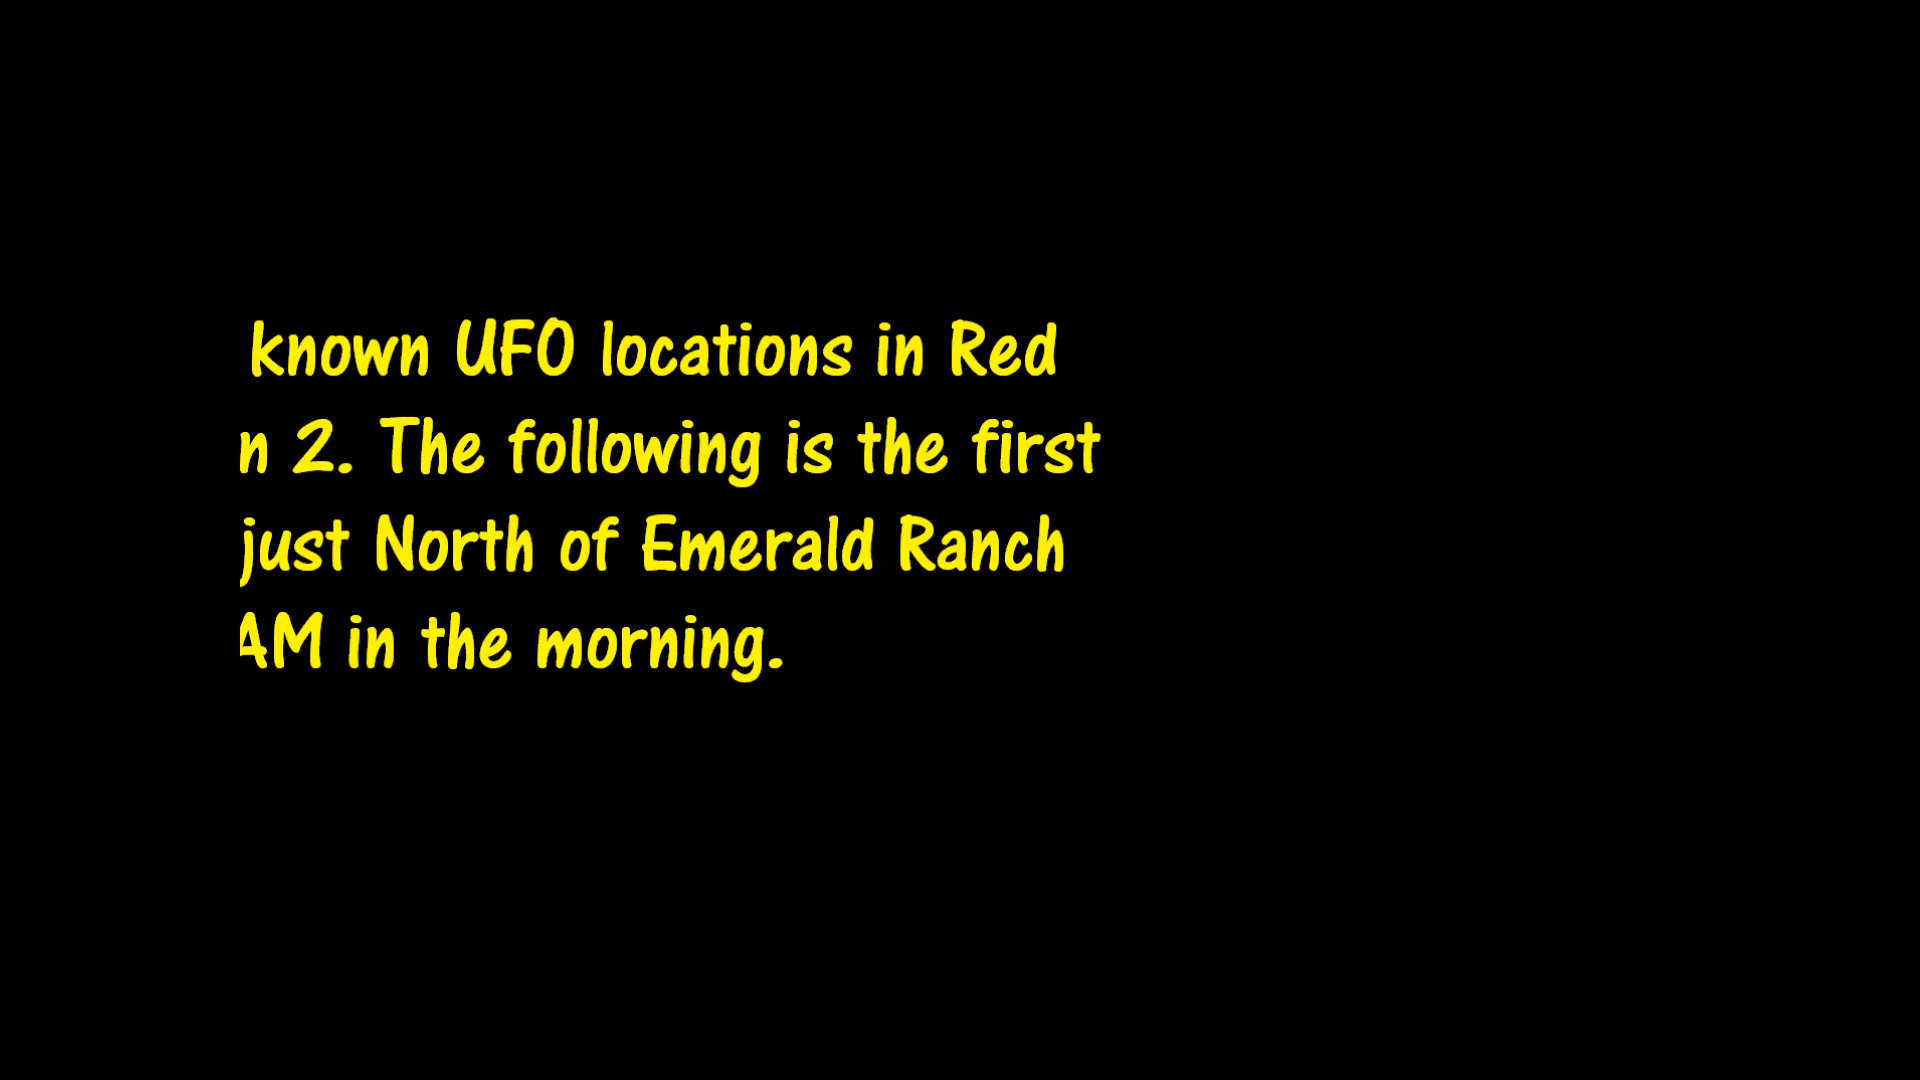 known UFO locations in Red
n 2. The following is the first
just North of Emerald Ranch
AM in the morning.